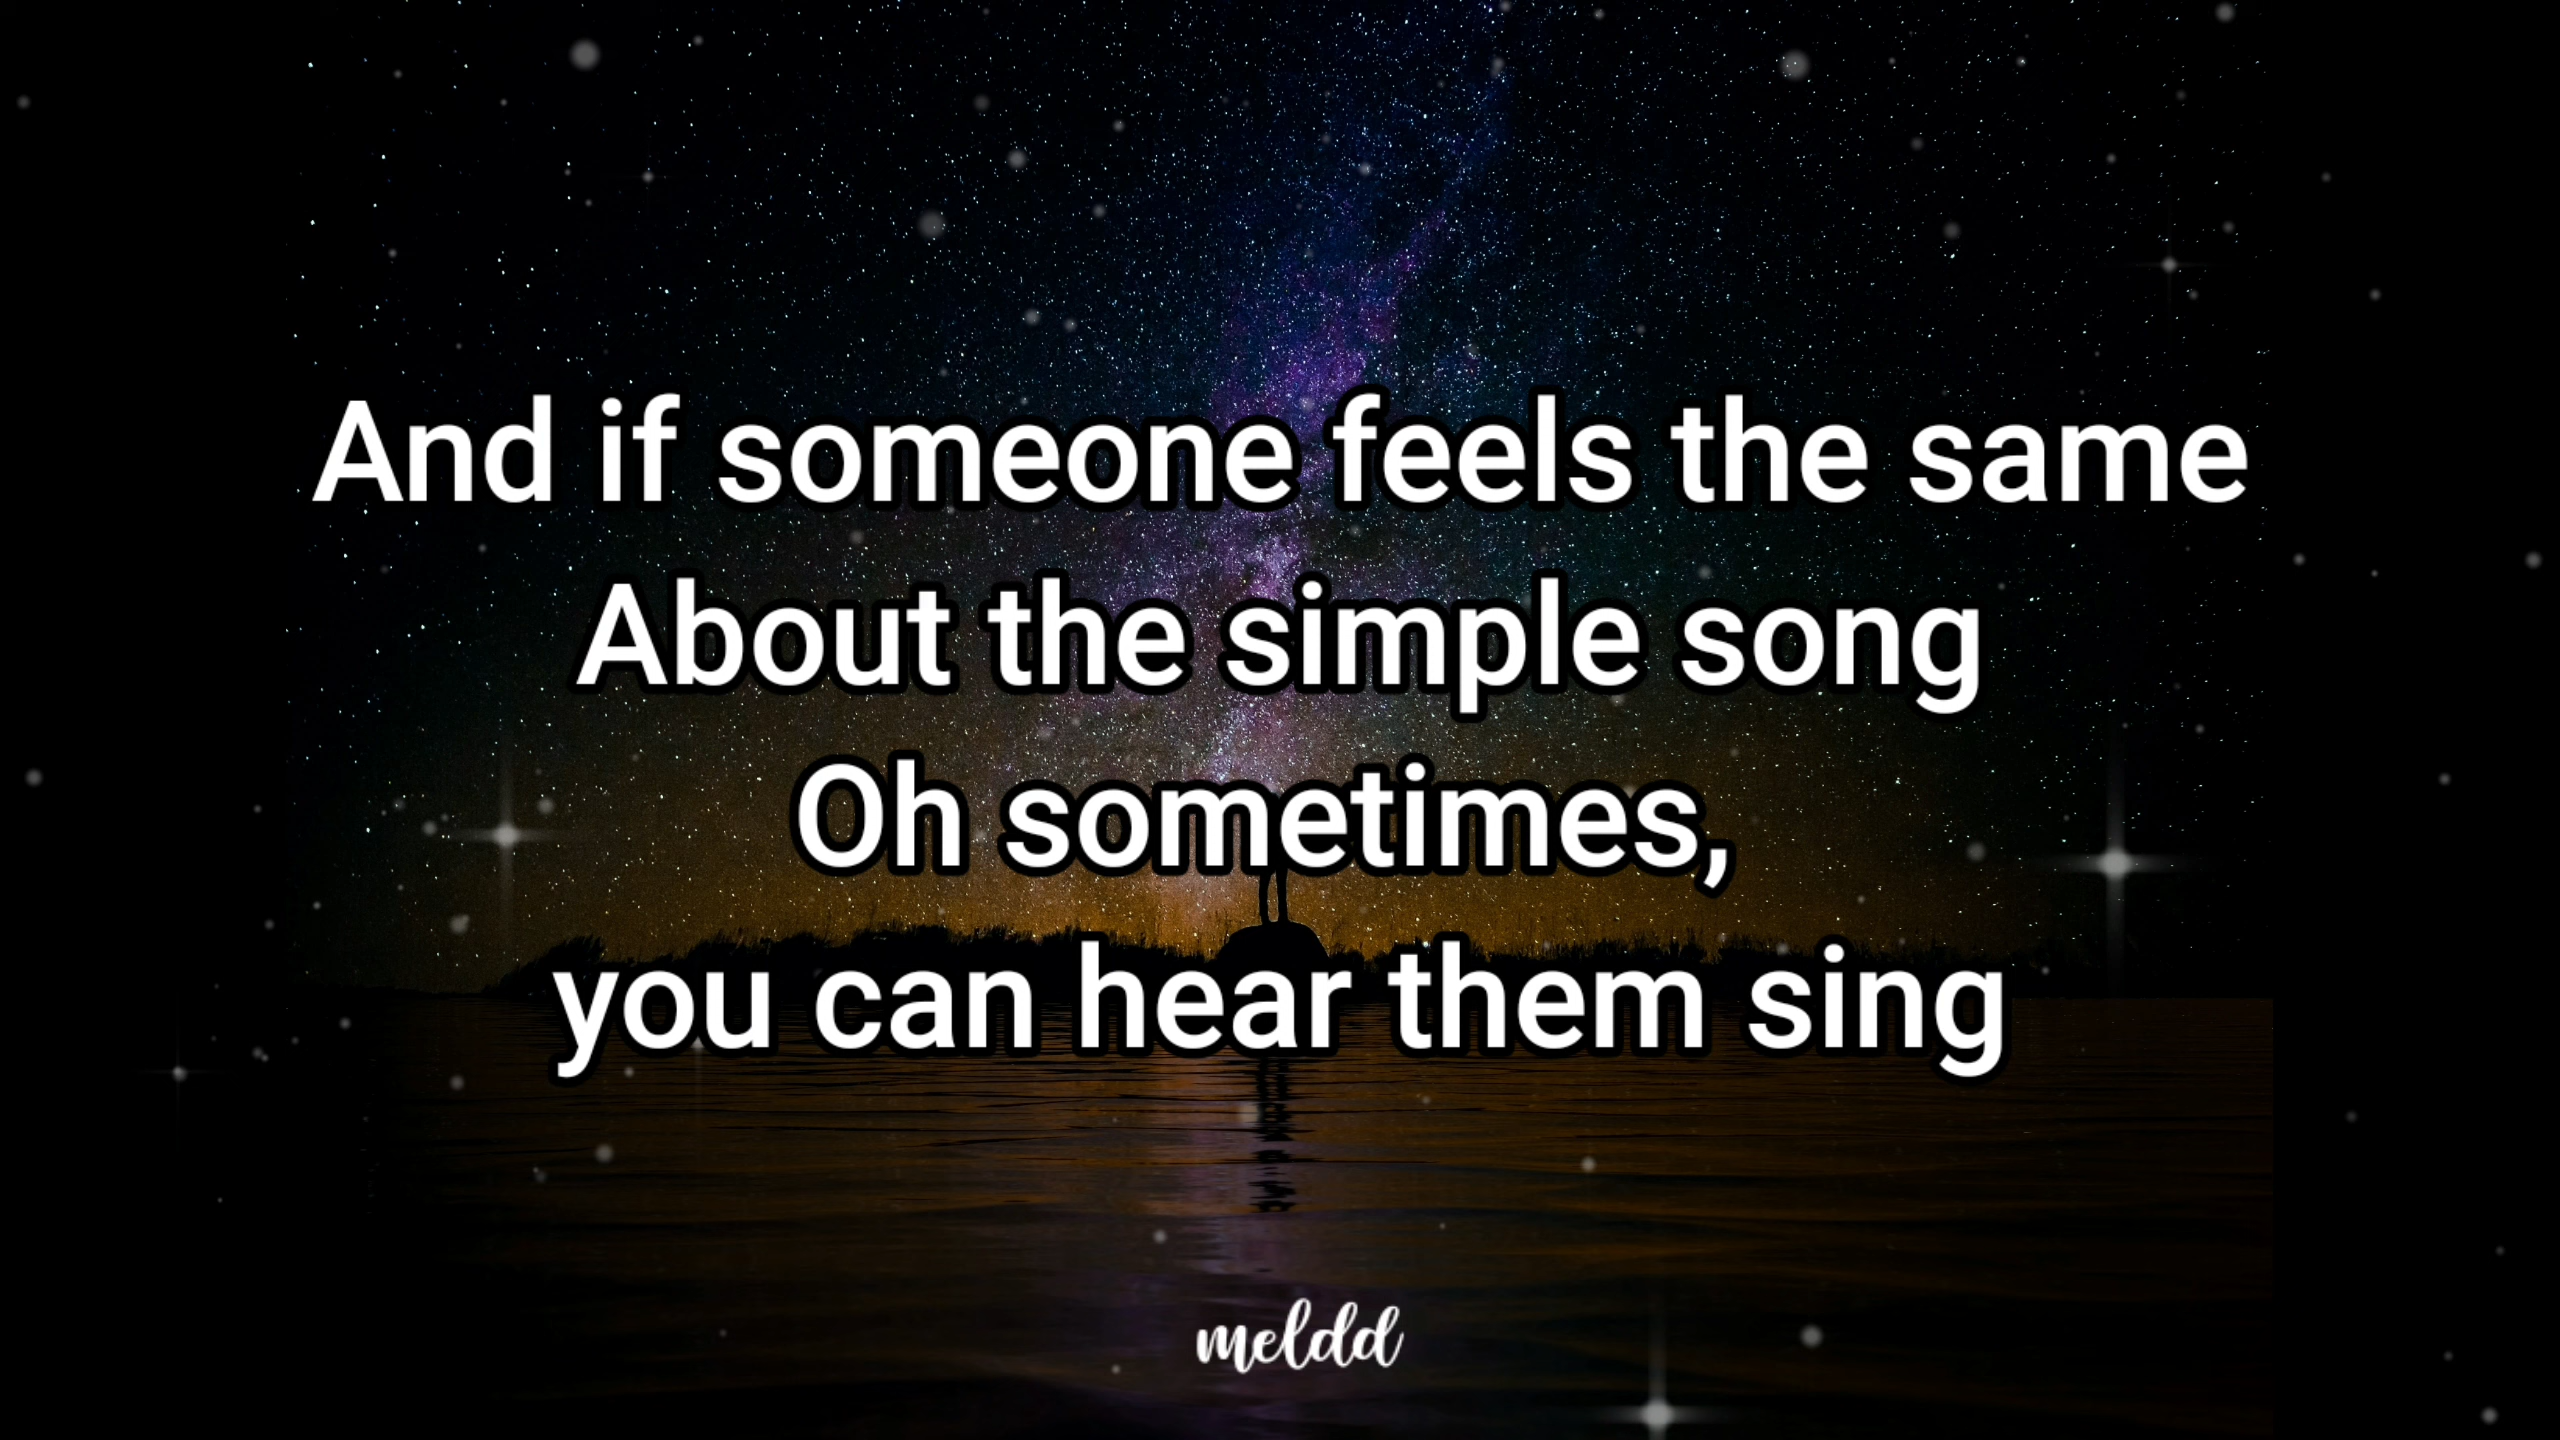 And if someone feels the same
About the simple song
Oh sometimes,
you can hear them sing
meldd